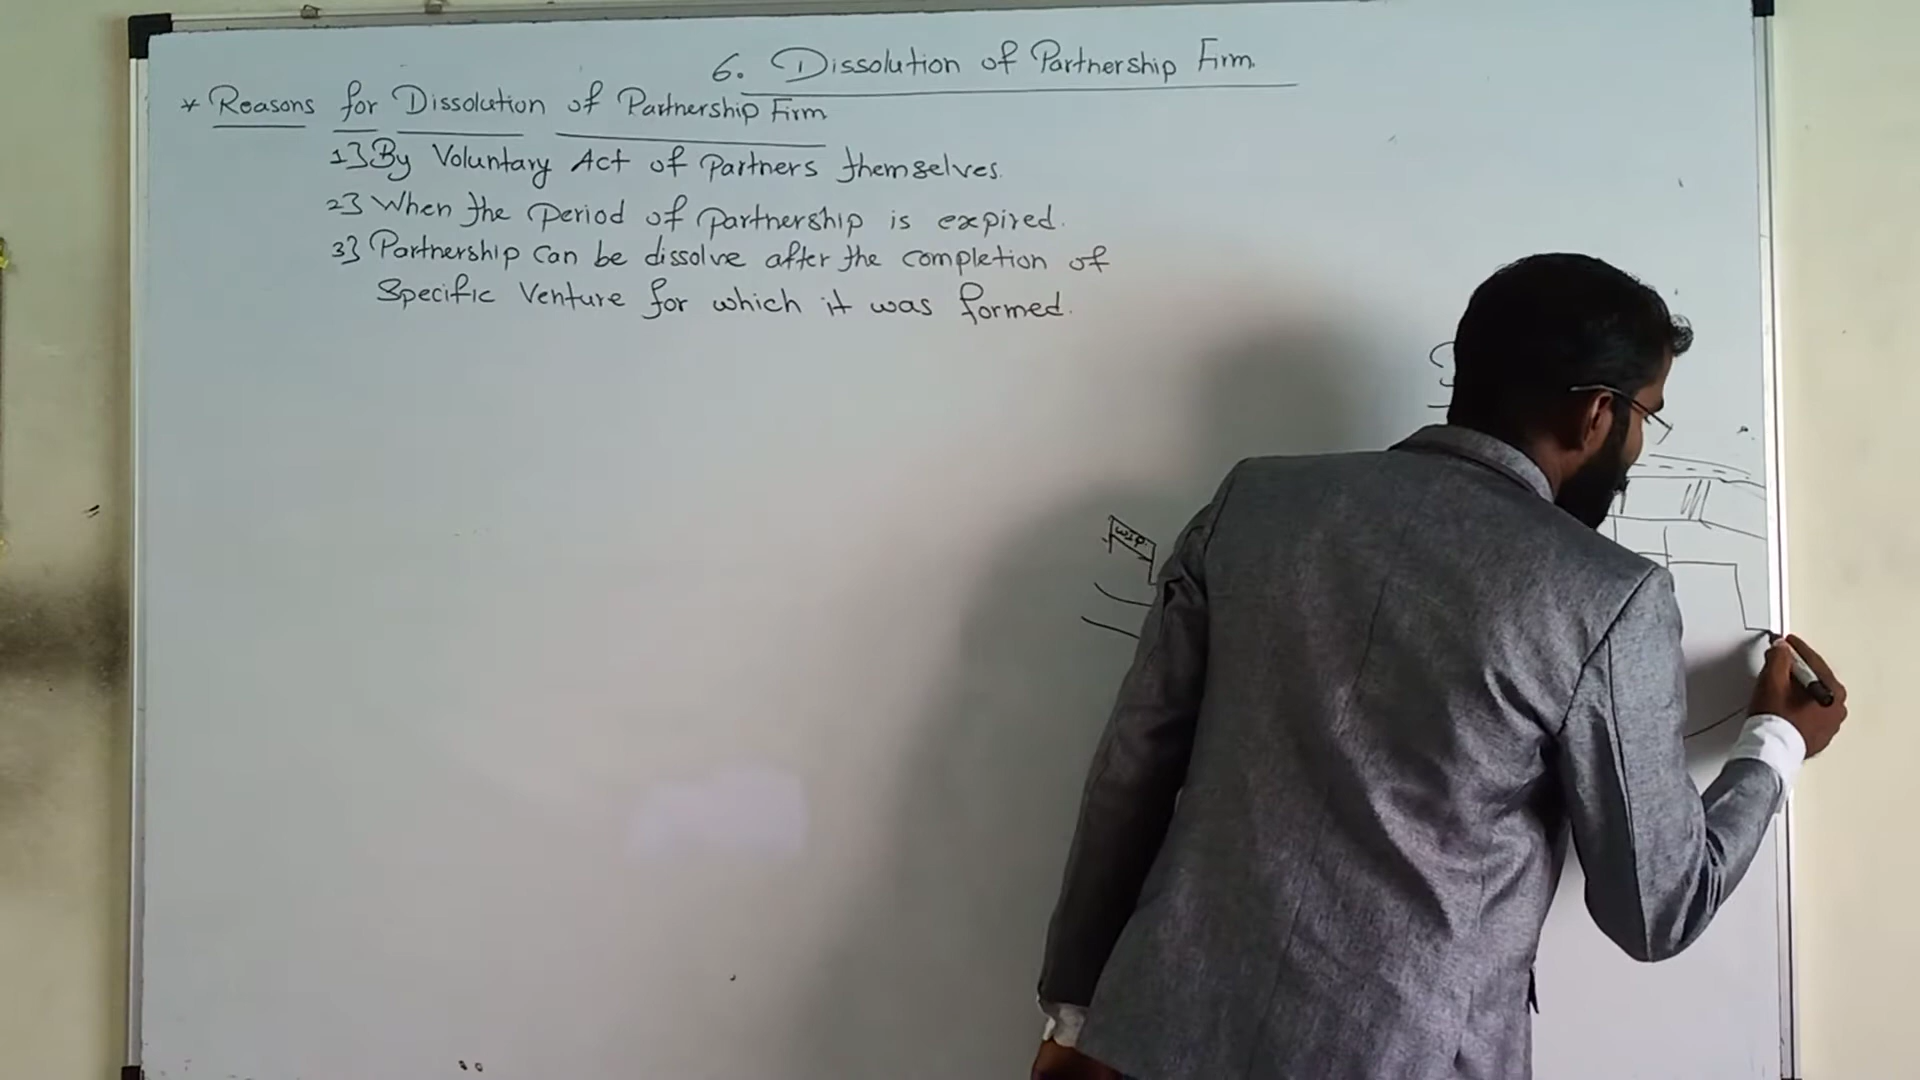 6. Dissolution of Partnership Firm.
* Reasons for Dissolution of Partnership Firm
1] By Voluntary Act of Partners themselves.
2] When the period of partnership is expired.
3] Partnership can be dissolve after the completion of
Specific Venture for which it was formed.
W.I.P.